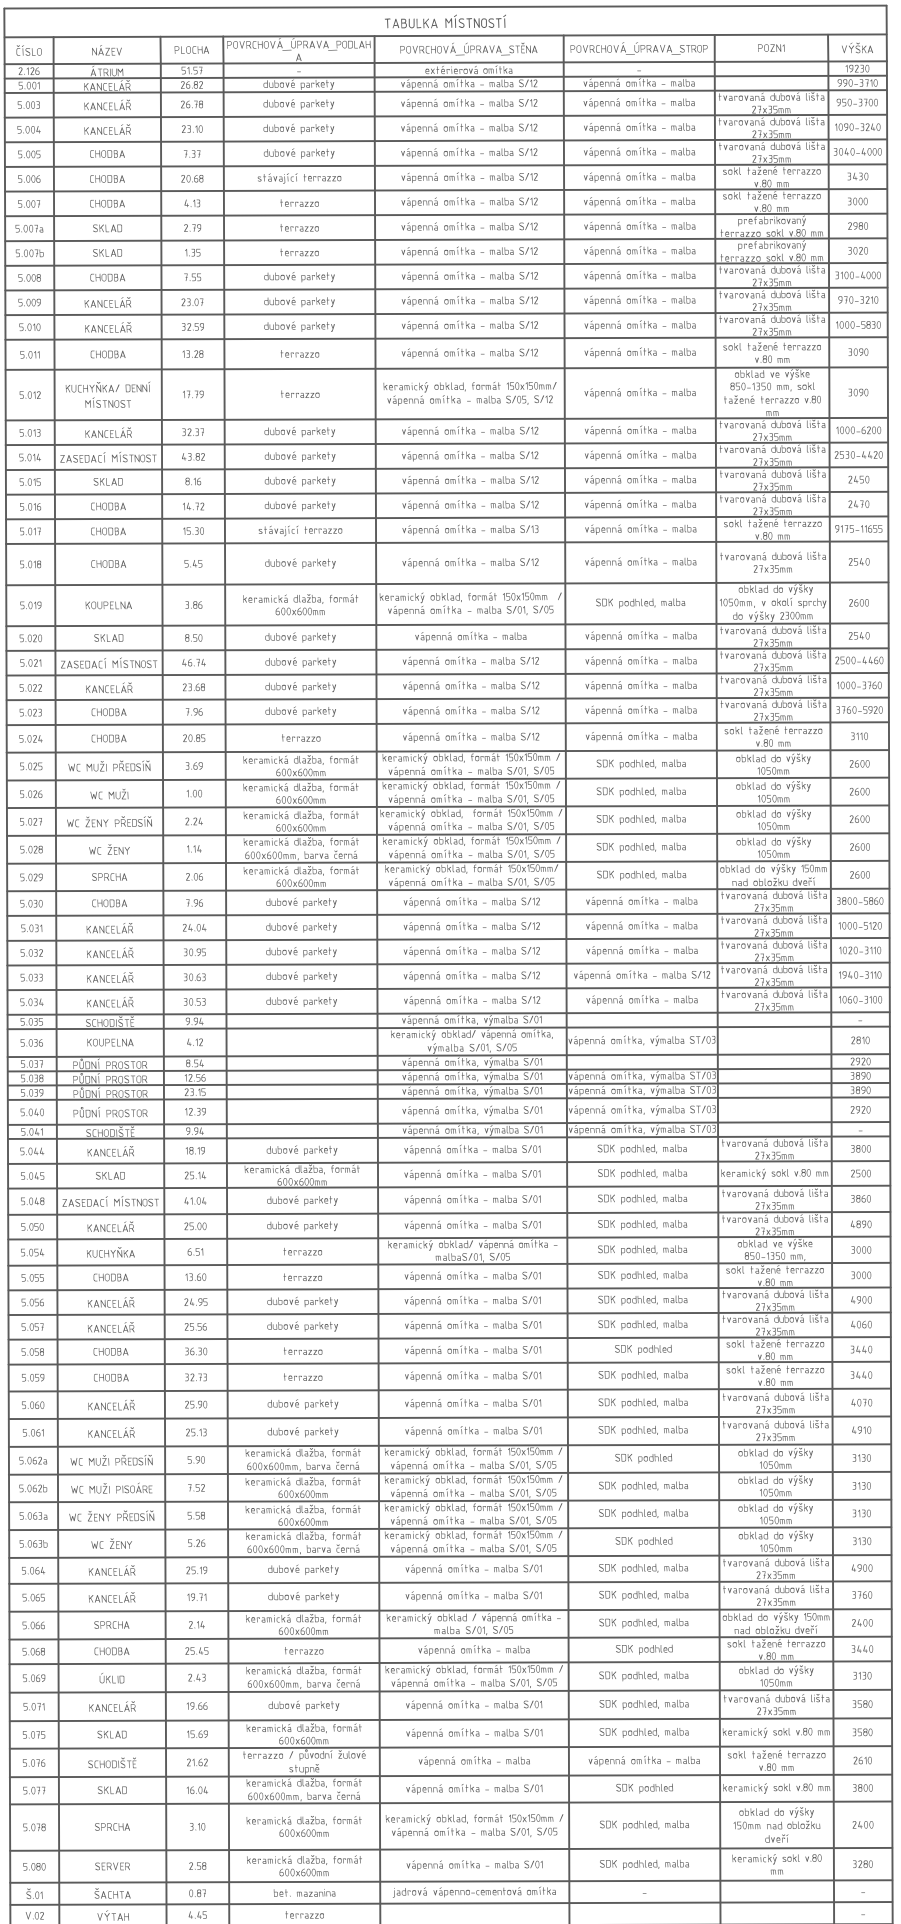 TABULKA MÍSTNOSTÍ
ČÍSLO NÁZEV PLOCHA POVRCHOVÁ_ÚPRAVA_PODLAHA POVRCHOVÁ_ÚPRAVA_STĚNA POVRCHOVÁ_ÚPRAVA_STROP POZN1 VÝŠKA
2.126 ÁTRIUM 51.57 - extérierová omítka - 19230
5.001 KANCELÁŘ 26.82 dubové parkety vápenná omítka - malba S/12 vápenná omítka - malba 990-3710
5.003 KANCELÁŘ 26.78 dubové parkety vápenná omítka - malba S/12 vápenná omítka - malba tvarovaná dubová lišta 27x35mm 950-3700
5.004 KANCELÁŘ 23.10 dubové parkety vápenná omítka - malba S/12 vápenná omítka - malba tvarovaná dubová lišta 27x35mm 1090-3240
5.005 CHODBA 7.37 dubové parkety vápenná omítka - malba S/12 vápenná omítka - malba tvarovaná dubová lišta 27x35mm 3040-4000
5.006 CHODBA 20.68 stávající terrazzo vápenná omítka - malba S/12 vápenná omítka - malba sokl tažené terrazzo v.80 mm 3430
5.007 CHODBA 4.13 terrazzo vápenná omítka - malba S/12 vápenná omítka - malba sokl tažené terrazzo v.80 mm 3000
5.007a SKLAD 2.79 terrazzo vápenná omítka - malba S/12 vápenná omítka - malba prefabrikovaný terrazzo sokl v.80 mm 2980
5.007b SKLAD 1.35 terrazzo vápenná omítka - malba S/12 vápenná omítka - malba prefabrikovaný terrazzo sokl v.80 mm 3020
5.008 CHODBA 7.55 dubové parkety vápenná omítka - malba S/12 vápenná omítka - malba tvarovaná dubová lišta 27x35mm 3100-4000
5.009 KANCELÁŘ 23.07 dubové parkety vápenná omítka - malba S/12 vápenná omítka - malba tvarovaná dubová lišta 27x35mm 970-3210
5.010 KANCELÁŘ 32.59 dubové parkety vápenná omítka - malba S/12 vápenná omítka - malba tvarovaná dubová lišta 27x35mm 1000-5830
5.011 CHODBA 13.28 terrazzo vápenná omítka - malba S/12 vápenná omítka - malba sokl tažené terrazzo v.80 mm 3090
5.012 KUCHYŇKA/ DENNÍ MÍSTNOST 17.79 terrazzo keramický obklad, formát 150x150mm/ vápenná omítka - malba S/05, S/12 vápenná omítka - malba obklad ve výške 850-1350 mm, sokl tažené terrazzo v.80 mm 3090
5.013 KANCELÁŘ 32.37 dubové parkety vápenná omítka - malba S/12 vápenná omítka - malba tvarovaná dubová lišta 27x35mm 1000-6200
5.014 ZASEDACÍ MÍSTNOST 43.82 dubové parkety vápenná omítka - malba S/12 vápenná omítka - malba tvarovaná dubová lišta 27x35mm 2530-4420
5.015 SKLAD 8.16 dubové parkety vápenná omítka - malba S/12 vápenná omítka - malba tvarovaná dubová lišta 27x35mm 2450
5.016 CHODBA 14.72 dubové parkety vápenná omítka - malba S/12 vápenná omítka - malba tvarovaná dubová lišta 27x35mm 2470
5.017 CHODBA 15.30 stávající terrazzo vápenná omítka - malba S/13 vápenná omítka - malba sokl tažené terrazzo v.80 mm 9175-11655
5.018 CHODBA 5.45 dubové parkety vápenná omítka - malba S/12 vápenná omítka - malba tvarovaná dubová lišta 27x35mm 2540
5.019 KOUPELNA 3.86 keramická dlažba, formát 600x600mm keramický obklad, formát 150x150mm / vápenná omítka - malba S/01, S/05 SDK podhled, malba obklad do výšky 1050mm, v okolí sprchy do výšky 2300mm 2600
5.020 SKLAD 8.50 dubové parkety vápenná omítka - malba vápenná omítka - malba tvarovaná dubová lišta 27x35mm 2540
5.021 ZASEDACÍ MÍSTNOST 46.74 dubové parkety vápenná omítka - malba S/12 vápenná omítka - malba tvarovaná dubová lišta 27x35mm 2500-4460
5.022 KANCELÁŘ 23.68 dubové parkety vápenná omítka - malba S/12 vápenná omítka - malba tvarovaná dubová lišta 27x35mm 1000-3760
5.023 CHODBA 7.96 dubové parkety vápenná omítka - malba S/12 vápenná omítka - malba tvarovaná dubová lišta 27x35mm 3760-5920
5.024 CHODBA 20.85 terrazzo vápenná omítka - malba S/12 vápenná omítka - malba sokl tažené terrazzo v.80 mm 3110
5.025 WC MUŽI PŘEDSÍŇ 3.69 keramická dlažba, formát 600x600mm keramický obklad, formát 150x150mm / vápenná omítka - malba S/01, S/05 SDK podhled, malba obklad do výšky 1050mm 2600
5.026 WC MUŽI 1.00 keramická dlažba, formát 600x600mm keramický obklad, formát 150x150mm / vápenná omítka - malba S/01, S/05 SDK podhled, malba obklad do výšky 1050mm 2600
5.027 WC ŽENY PŘEDSÍŇ 2.24 keramická dlažba, formát 600x600mm keramický obklad, formát 150x150mm / vápenná omítka - malba S/01, S/05 SDK podhled, malba obklad do výšky 1050mm 2600
5.028 WC ŽENY 1.14 keramická dlažba, formát 600x600mm, barva černá keramický obklad, formát 150x150mm / vápenná omítka - malba S/01, S/05 SDK podhled, malba obklad do výšky 1050mm 2600
5.029 SPRCHA 2.06 keramická dlažba, formát 600x600mm keramický obklad, formát 150x150mm/ vápenná omítka - malba S/01, S/05 SDK podhled, malba obklad do výšky 150mm nad obložku dveří 2600
5.030 CHODBA 7.96 dubové parkety vápenná omítka - malba S/12 vápenná omítka - malba tvarovaná dubová lišta 27x35mm 3800-5860
5.031 KANCELÁŘ 24.04 dubové parkety vápenná omítka - malba S/12 vápenná omítka - malba tvarovaná dubová lišta 27x35mm 1000-5120
5.032 KANCELÁŘ 30.95 dubové parkety vápenná omítka - malba S/12 vápenná omítka - malba tvarovaná dubová lišta 27x35mm 1020-3110
5.033 KANCELÁŘ 30.63 dubové parkety vápenná omítka - malba S/12 vápenná omítka - malba S/12 tvarovaná dubová lišta 27x35mm 1940-3110
5.034 KANCELÁŘ 30.53 dubové parkety vápenná omítka - malba S/12 vápenná omítka - malba tvarovaná dubová lišta 27x35mm 1060-3100
5.035 SCHODIŠTĚ 9.94 vápenná omítka, výmalba S/01 -
5.036 KOUPELNA 4.12 keramický obklad/ vápenná omítka, výmalba S/01, S/05 vápenná omítka, výmalba ST/03 2810
5.037 PŮDNÍ PROSTOR 8.54 vápenná omítka, výmalba S/01 2920
5.038 PŮDNÍ PROSTOR 12.56 vápenná omítka, výmalba S/01 vápenná omítka, výmalba ST/03 3890
5.039 PŮDNÍ PROSTOR 23.15 vápenná omítka, výmalba S/01 vápenná omítka, výmalba ST/03 3890
5.040 PŮDNÍ PROSTOR 12.39 vápenná omítka, výmalba S/01 vápenná omítka, výmalba ST/03 2920
5.041 SCHODIŠTĚ 9.94 vápenná omítka, výmalba S/01 vápenná omítka, výmalba ST/03 -
5.044 KANCELÁŘ 18.19 dubové parkety vápenná omítka - malba S/01 SDK podhled, malba tvarovaná dubová lišta 27x35mm 3800
5.045 SKLAD 25.14 keramická dlažba, formát 600x600mm vápenná omítka - malba S/01 SDK podhled, malba keramický sokl v.80 mm 2500
5.048 ZASEDACÍ MÍSTNOST 41.04 dubové parkety vápenná omítka - malba S/01 SDK podhled, malba tvarovaná dubová lišta 27x35mm 3860
5.050 KANCELÁŘ 25.00 dubové parkety vápenná omítka - malba S/01 SDK podhled, malba tvarovaná dubová lišta 27x35mm 4890
5.054 KUCHYŇKA 6.51 terrazzo keramický obklad/ vápenná omítka - malbaS/01, S/05 SDK podhled, malba obklad ve výške 850-1350 mm, 3000
5.055 CHODBA 13.60 terrazzo vápenná omítka - malba S/01 SDK podhled, malba sokl tažené terrazzo v.80 mm 3000
5.056 KANCELÁŘ 24.95 dubové parkety vápenná omítka - malba S/01 SDK podhled, malba tvarovaná dubová lišta 27x35mm 4900
5.057 KANCELÁŘ 25.56 dubové parkety vápenná omítka - malba S/01 SDK podhled, malba tvarovaná dubová lišta 27x35mm 4060
5.058 CHODBA 36.30 terrazzo vápenná omítka - malba S/01 SDK podhled sokl tažené terrazzo v.80 mm 3440
5.059 CHODBA 32.73 terrazzo vápenná omítka - malba S/01 SDK podhled, malba sokl tažené terrazzo v.80 mm 3440
5.060 KANCELÁŘ 25.90 dubové parkety vápenná omítka - malba S/01 SDK podhled, malba tvarovaná dubová lišta 27x35mm 4070
5.061 KANCELÁŘ 25.13 dubové parkety vápenná omítka - malba S/01 SDK podhled, malba tvarovaná dubová lišta 27x35mm 4910
5.062a WC MUŽI PŘEDSÍŇ 5.90 keramická dlažba, formát 600x600mm, barva černá keramický obklad, formát 150x150mm / vápenná omítka - malba S/01, S/05 SDK podhled obklad do výšky 1050mm 3130
5.062b WC MUŽI PISOÁRE 7.52 keramická dlažba, formát 600x600mm keramický obklad, formát 150x150mm / vápenná omítka - malba S/01, S/05 SDK podhled, malba obklad do výšky 1050mm 3130
5.063a WC ŽENY PŘEDSÍŇ 5.58 keramická dlažba, formát 600x600mm keramický obklad, formát 150x150mm / vápenná omítka - malba S/01, S/05 SDK podhled, malba obklad do výšky 1050mm 3130
5.063b WC ŽENY 5.26 keramická dlažba, formát 600x600mm, barva černá keramický obklad, formát 150x150mm / vápenná omítka - malba S/01, S/05 SDK podhled obklad do výšky 1050mm 3130
5.064 KANCELÁŘ 25.19 dubové parkety vápenná omítka - malba S/01 SDK podhled, malba tvarovaná dubová lišta 27x35mm 4900
5.065 KANCELÁŘ 19.71 dubové parkety vápenná omítka - malba S/01 SDK podhled, malba tvarovaná dubová lišta 27x35mm 3760
5.066 SPRCHA 2.14 keramická dlažba, formát 600x600mm keramický obklad / vápenná omítka - malba S/01, S/05 SDK podhled, malba obklad do výšky 150mm nad obložku dveří 2400
5.068 CHODBA 25.45 terrazzo vápenná omítka - malba SDK podhled sokl tažené terrazzo v.80 mm 3440
5.069 ÚKLID 2.43 keramická dlažba, formát 600x600mm, barva černá keramický obklad, formát 150x150mm / vápenná omítka - malba S/01, S/05 SDK podhled, malba obklad do výšky 1050mm 3130
5.071 KANCELÁŘ 19.66 dubové parkety vápenná omítka - malba S/01 SDK podhled, malba tvarovaná dubová lišta 27x35mm 3580
5.075 SKLAD 15.69 keramická dlažba, formát 600x600mm vápenná omítka - malba S/01 SDK podhled, malba keramický sokl v.80 mm 3580
5.076 SCHODIŠTĚ 21.62 terrazzo / původní žulové stupně vápenná omítka - malba vápenná omítka - malba sokl tažené terrazzo v.80 mm 2610
5.077 SKLAD 16.04 keramická dlažba, formát 600x600mm, barva černá vápenná omítka - malba S/01 SDK podhled keramický sokl v.80 mm 3800
5.078 SPRCHA 3.10 keramická dlažba, formát 600x600mm keramický obklad, formát 150x150mm / vápenná omítka - malba S/01, S/05 SDK podhled, malba obklad do výšky 150mm nad obložku dveří 2400
5.080 SERVER 2.58 keramická dlažba, formát 600x600mm vápenná omítka - malba S/01 SDK podhled, malba keramický sokl v.80 mm 3280
Š.01 ŠACHTA 0.87 bet. mazanina jadrová vápenno-cementová omítka - -
V.02 VÝTAH 4.45 terrazzo -